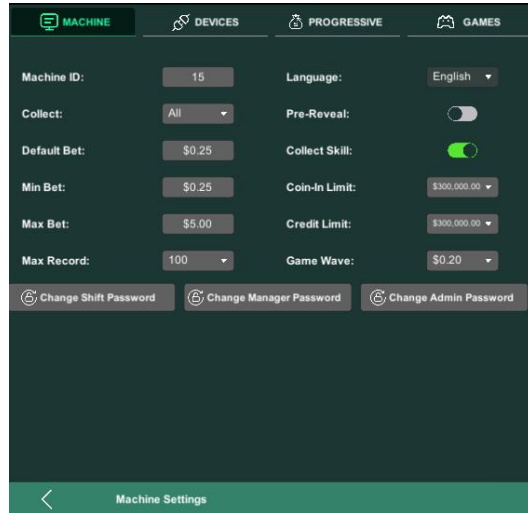 MACHINE DEVICES PROGRESSIVE GAMES
Machine ID: 15 Language: English
Collect: All Pre-Reveal:
Default Bet: $0.25 Collect Skill:
Min Bet: $0.25 Coin-In Limit: $300,000.00
Max Bet: $5.00 Credit Limit: $300,000.00
Max Record: 100 Game Wave: $0.20
Change Shift Password Change Manager Password Change Admin Password
Machine Settings